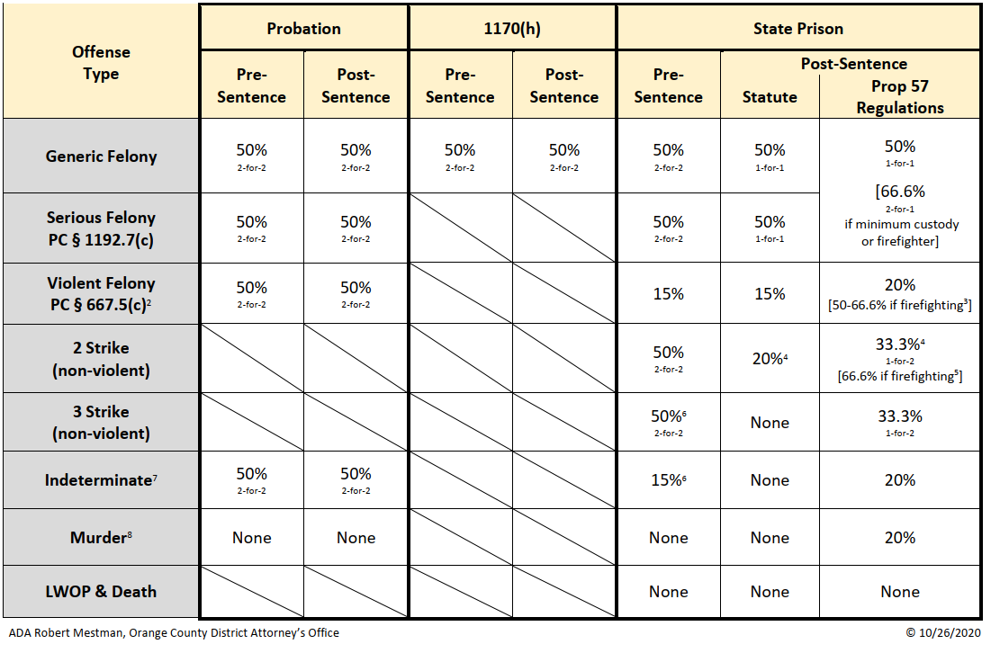 Offense
Type
Probation
1170(h)
State Prison
Pre-
Sentence
Post-
Sentence
Pre-
Sentence
Post-
Sentence
Pre-
Sentence
Post-Sentence
Statute
Prop 57
Regulations
Generic Felony
50%
2-for-2
50%
2-for-2
50%
2-for-2
50%
2-for-2
50%
2-for-2
50%
1-for-1
50%
1-for-1
[66.6%
2-for-1
if minimum custody
or firefighter]
Serious Felony
PC § 1192.7(c)
50%
2-for-2
50%
2-for-2
50%
2-for-2
50%
1-for-1
Violent Felony
PC § 667.5(c)²
50%
2-for-2
50%
2-for-2
15%
15%
20%
[50-66.6% if firefighting³]
2 Strike
(non-violent)
50%
2-for-2
20%⁴
33.3%⁴
1-for-2
[66.6% if firefighting⁵]
3 Strike
(non-violent)
50%⁶
2-for-2
None
33.3%
1-for-2
Indeterminate⁷
50%
2-for-2
50%
2-for-2
15%⁶
None
20%
Murder⁸
None
None
None
None
20%
LWOP & Death
None
None
None
ADA Robert Mestman, Orange County District Attorney's Office
© 10/26/2020